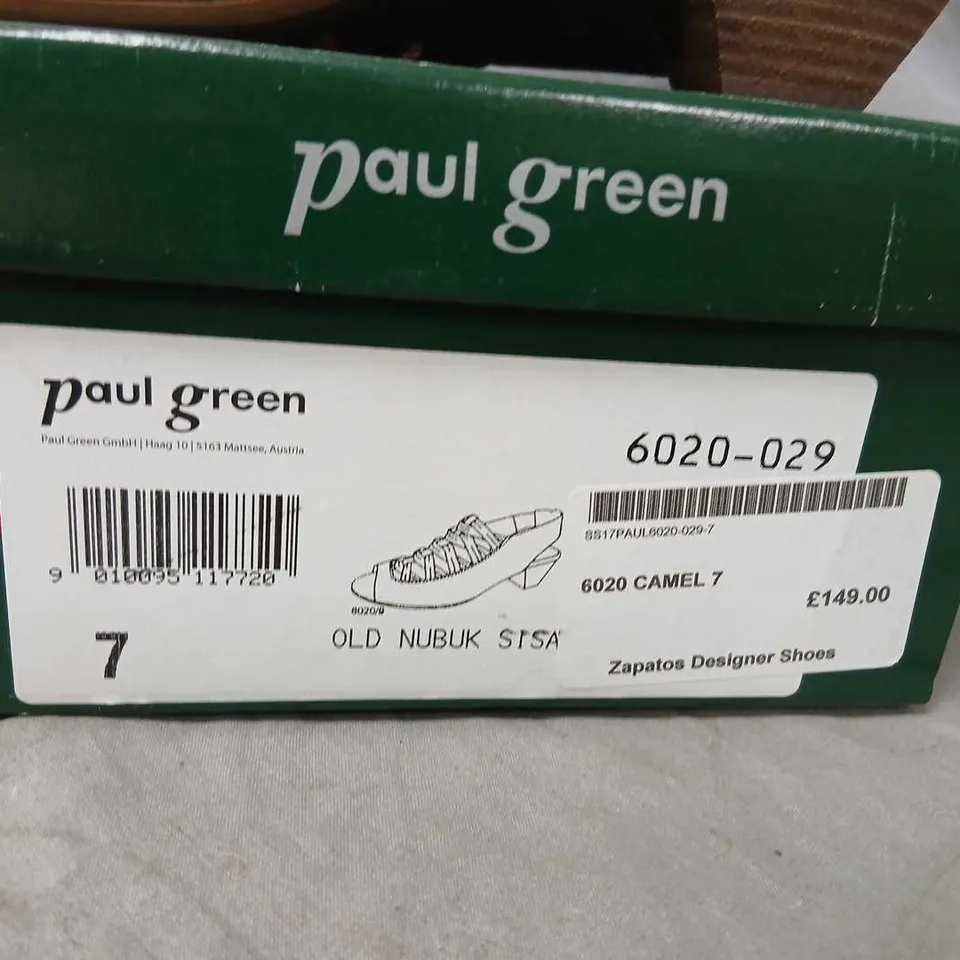 paul green
paul green
Paul Green GmbH | Haag 10 | 5163 Mattsee, Austria
6020-029
9 010095 117720
7
6020/9
OLD NUBUK
SS17PAUL6020-029-7
6020 CAMEL 7
£149.00
Zapatos Designer Shoes